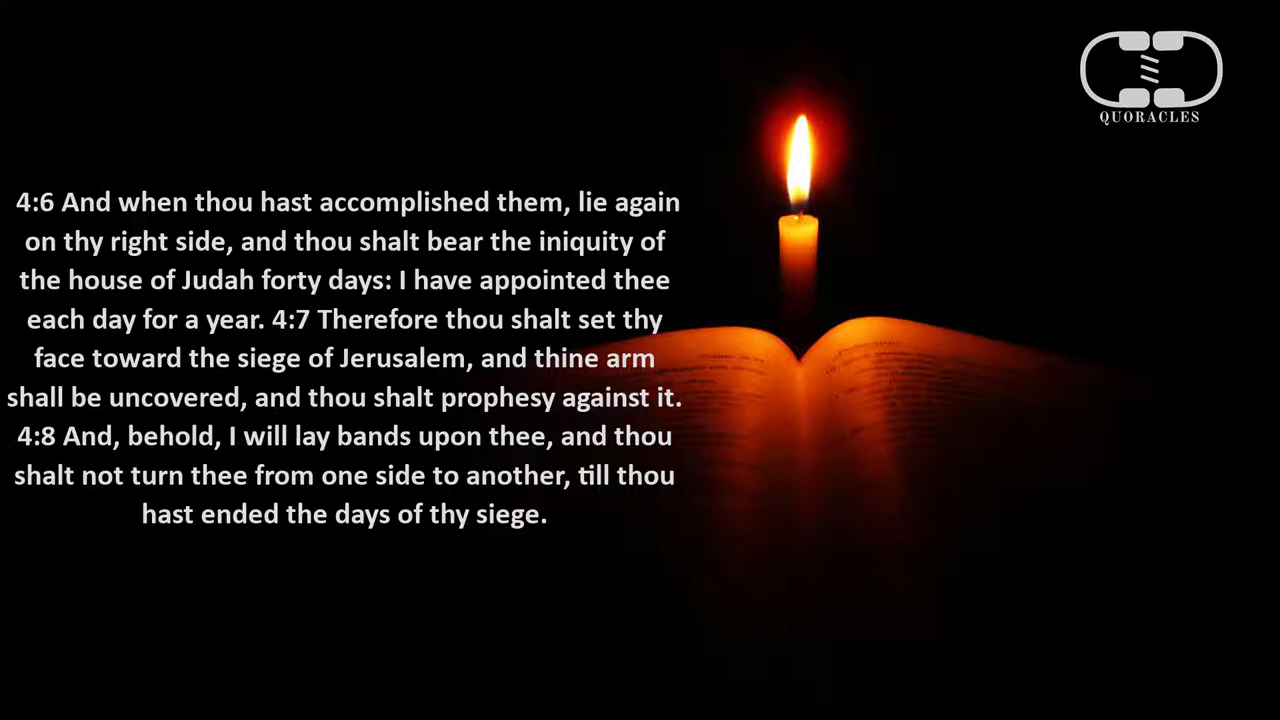 QUORACLES
4:6 And when thou hast accomplished them, lie again
on thy right side, and thou shalt bear the iniquity of
the house of Judah forty days: I have appointed thee
each day for a year. 4:7 Therefore thou shalt set thy
face toward the siege of Jerusalem, and thine arm
shall be uncovered, and thou shalt prophesy against it.
4:8 And, behold, I will lay bands upon thee, and thou
shalt not turn thee from one side to another, till thou
hast ended the days of thy siege.